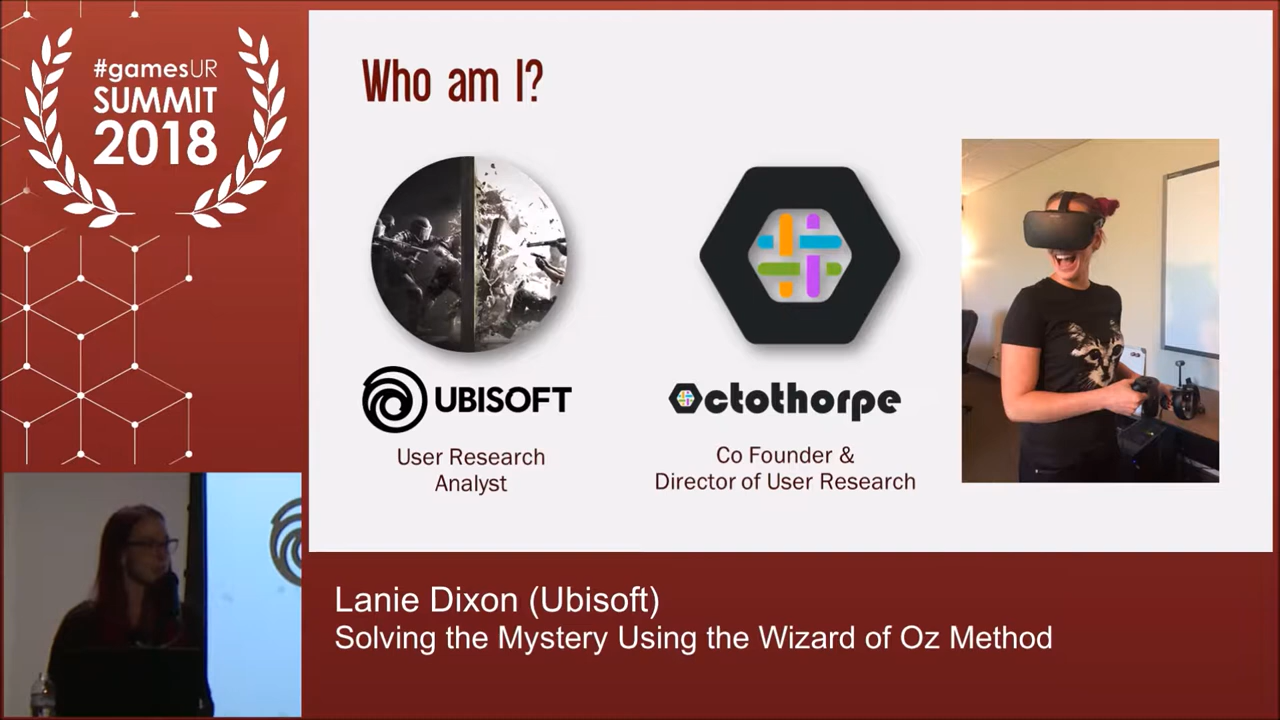 #gamesUR
SUMMIT
2018
Who am I?
UBISOFT
User Research
Analyst
Octothorpe
Co Founder &
Director of User Research
Lanie Dixon (Ubisoft)
Solving the Mystery Using the Wizard of Oz Method